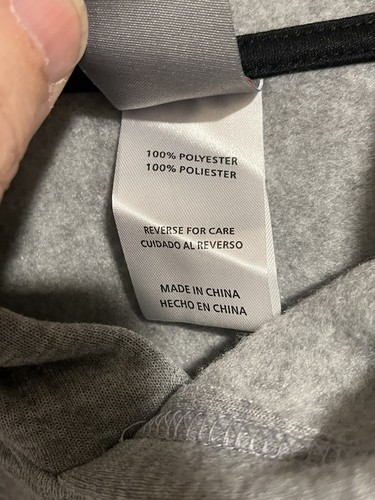 100% POLYESTER
100% POLIESTER
REVERSE FOR CARE
CUIDADO AL REVERSO
MADE IN CHINA
HECHO EN CHINA